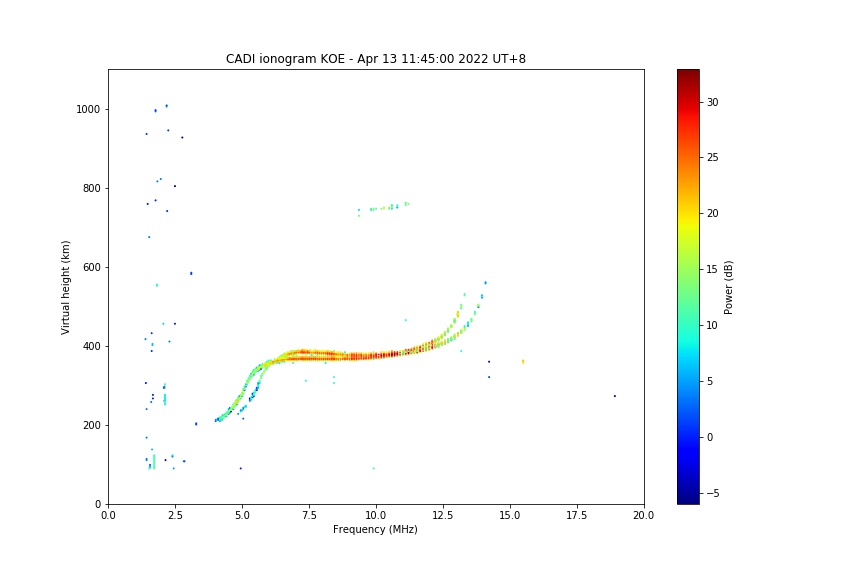 CADI ionogram KOE - Apr 13 11:45:00 2022 UT+8
1000
800
600
400
200
0
Virtual height (km)
0.0 2.5 5.0 7.5 10.0 12.5 15.0 17.5 20.0
Frequency (MHz)
30
25
20
15
10
5
0
−5
Power (dB)